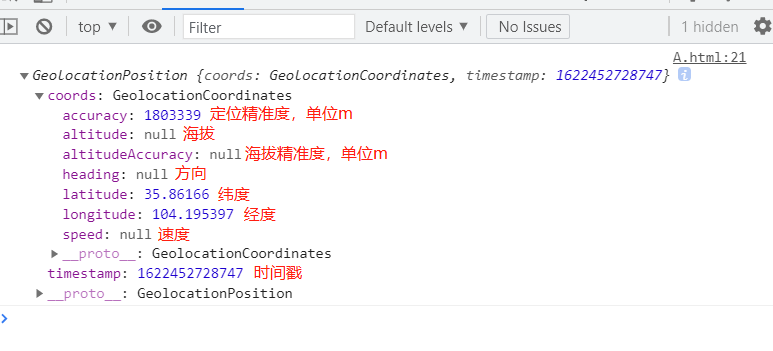 top Filter Default levels No Issues 1 hidden
A.html:21
GeolocationPosition {coords: GeolocationCoordinates, timestamp: 1622452728747} i
coords: GeolocationCoordinates
accuracy: 1803339 定位精准度，单位m
altitude: null 海拔
altitudeAccuracy: null 海拔精准度，单位m
heading: null 方向
latitude: 35.86166 纬度
longitude: 104.195397 经度
speed: null 速度
__proto__: GeolocationCoordinates
timestamp: 1622452728747 时间戳
__proto__: GeolocationPosition